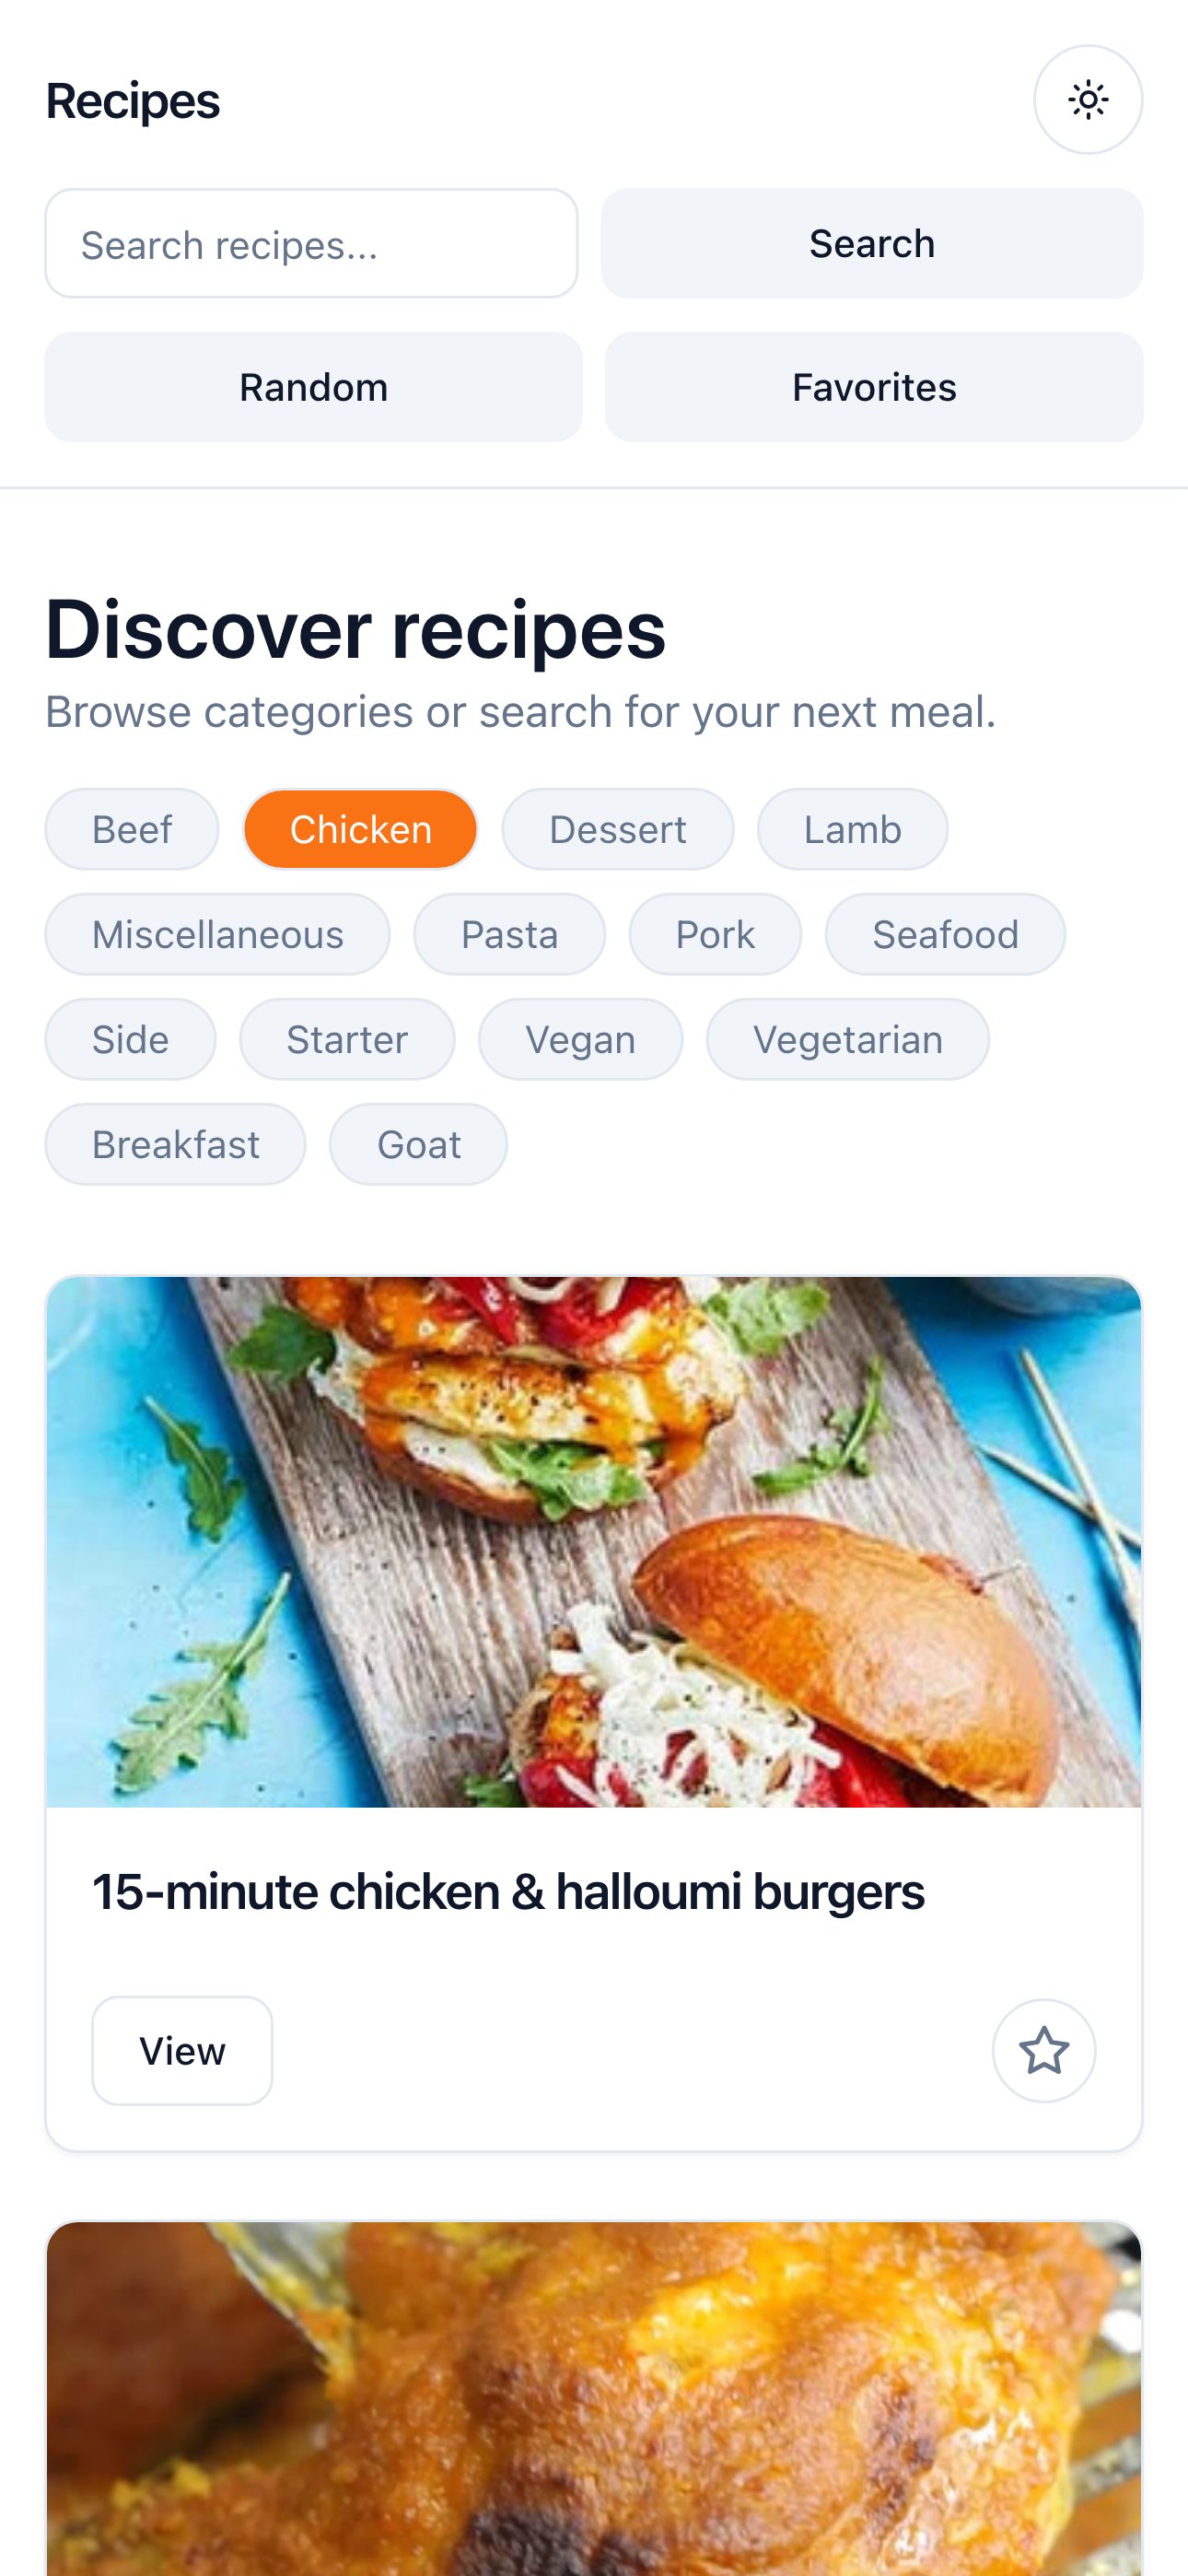 Recipes
Search recipes...
Search
Random
Favorites
Discover recipes
Browse categories or search for your next meal.
Beef
Chicken
Dessert
Lamb
Miscellaneous
Pasta
Pork
Seafood
Side
Starter
Vegan
Vegetarian
Breakfast
Goat
15-minute chicken & halloumi burgers
View